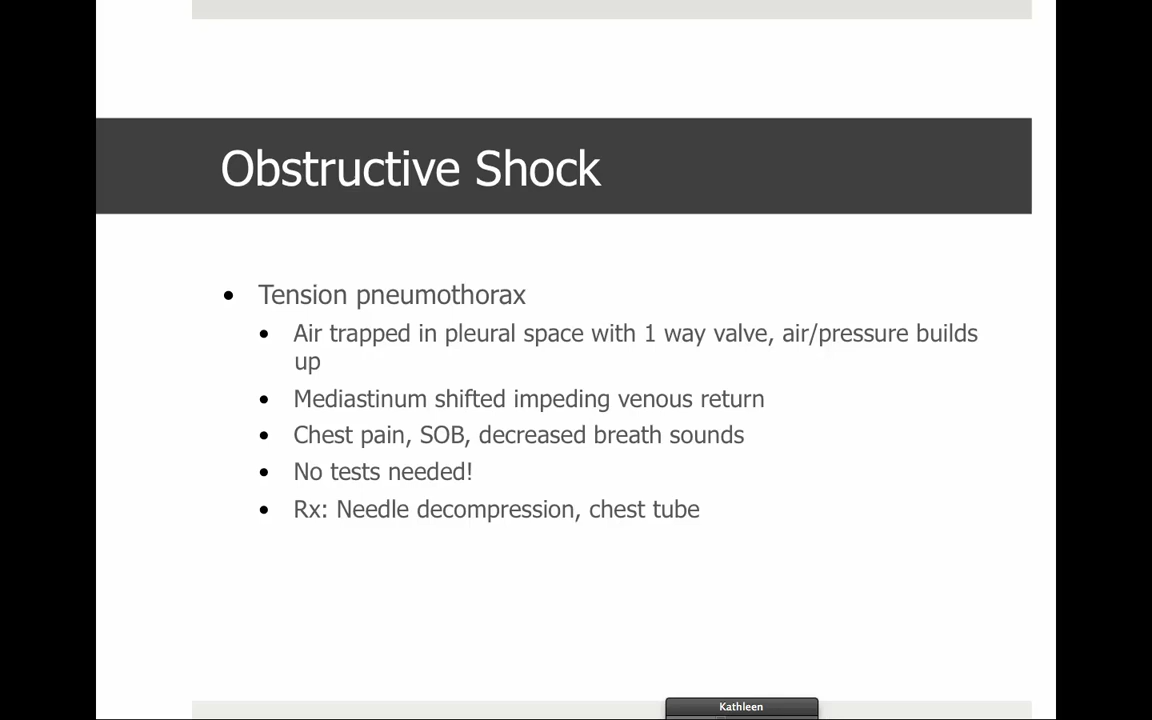 Obstructive Shock
• Tension pneumothorax
• Air trapped in pleural space with 1 way valve, air/pressure builds
up
• Mediastinum shifted impeding venous return
• Chest pain, SOB, decreased breath sounds
• No tests needed!
• Rx: Needle decompression, chest tube
Kathleen